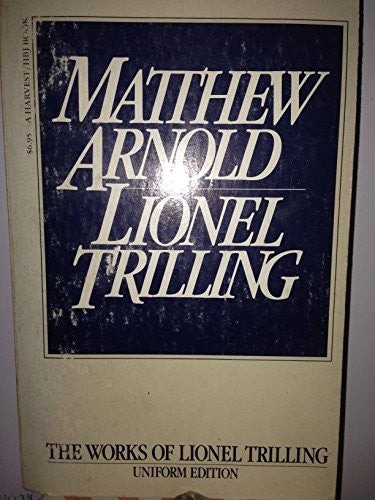 $6.95 A HARVEST/HBJ BOOK
MATTHEW
ARNOLD
LIONEL
TRILLING
THE WORKS OF LIONEL TRILLING
UNIFORM EDITION